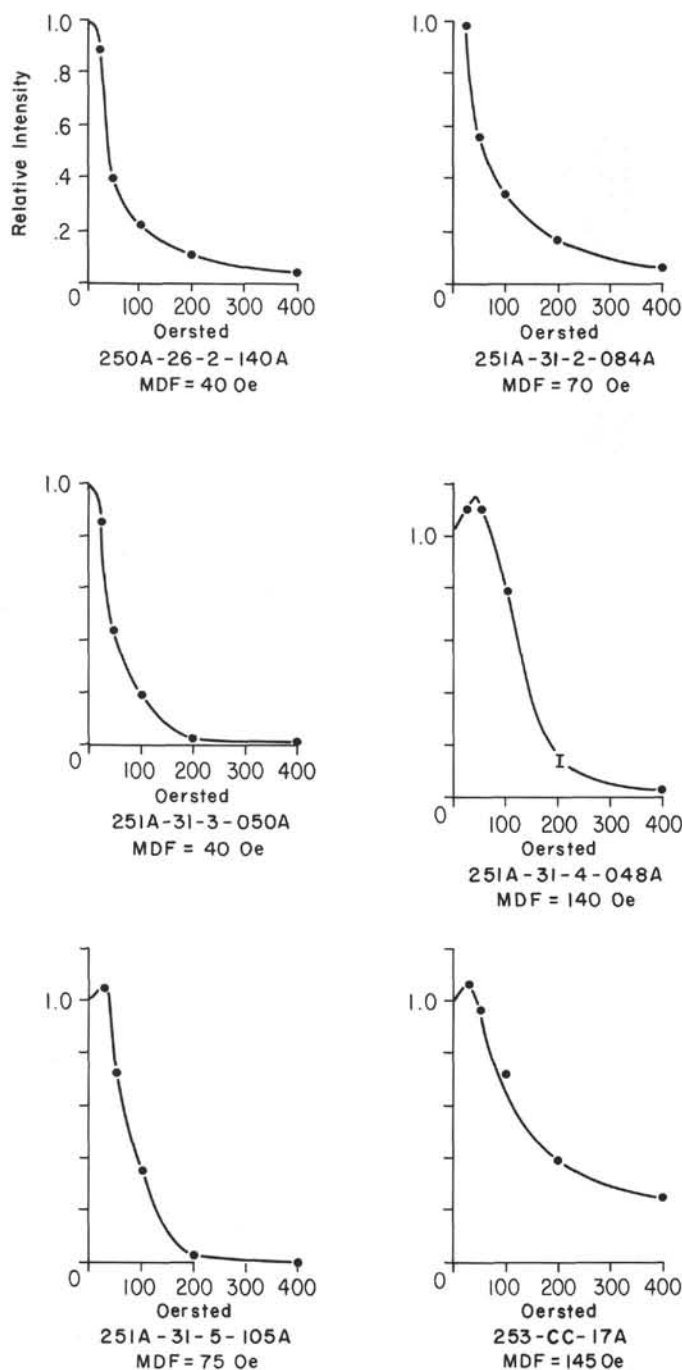 1.0
.8
.6
.4
.2
0
Relative Intensity
100 200 300 400
Oersted
250A-26-2-140A
MDF = 40 Oe
1.0
0
100 200 300 400
Oersted
251A-31-2-084A
MDF = 70 Oe
1.0
0
100 200 300 400
Oersted
251A-31-3-050A
MDF = 40 Oe
1.0
0
100 200 300 400
Oersted
251A-31-4-048A
MDF = 140 Oe
1.0
0
100 200 300 400
Oersted
251A-31-5-105A
MDF = 75 Oe
1.0
0
100 200 300 400
Oersted
253-CC-17A
MDF = 145 Oe